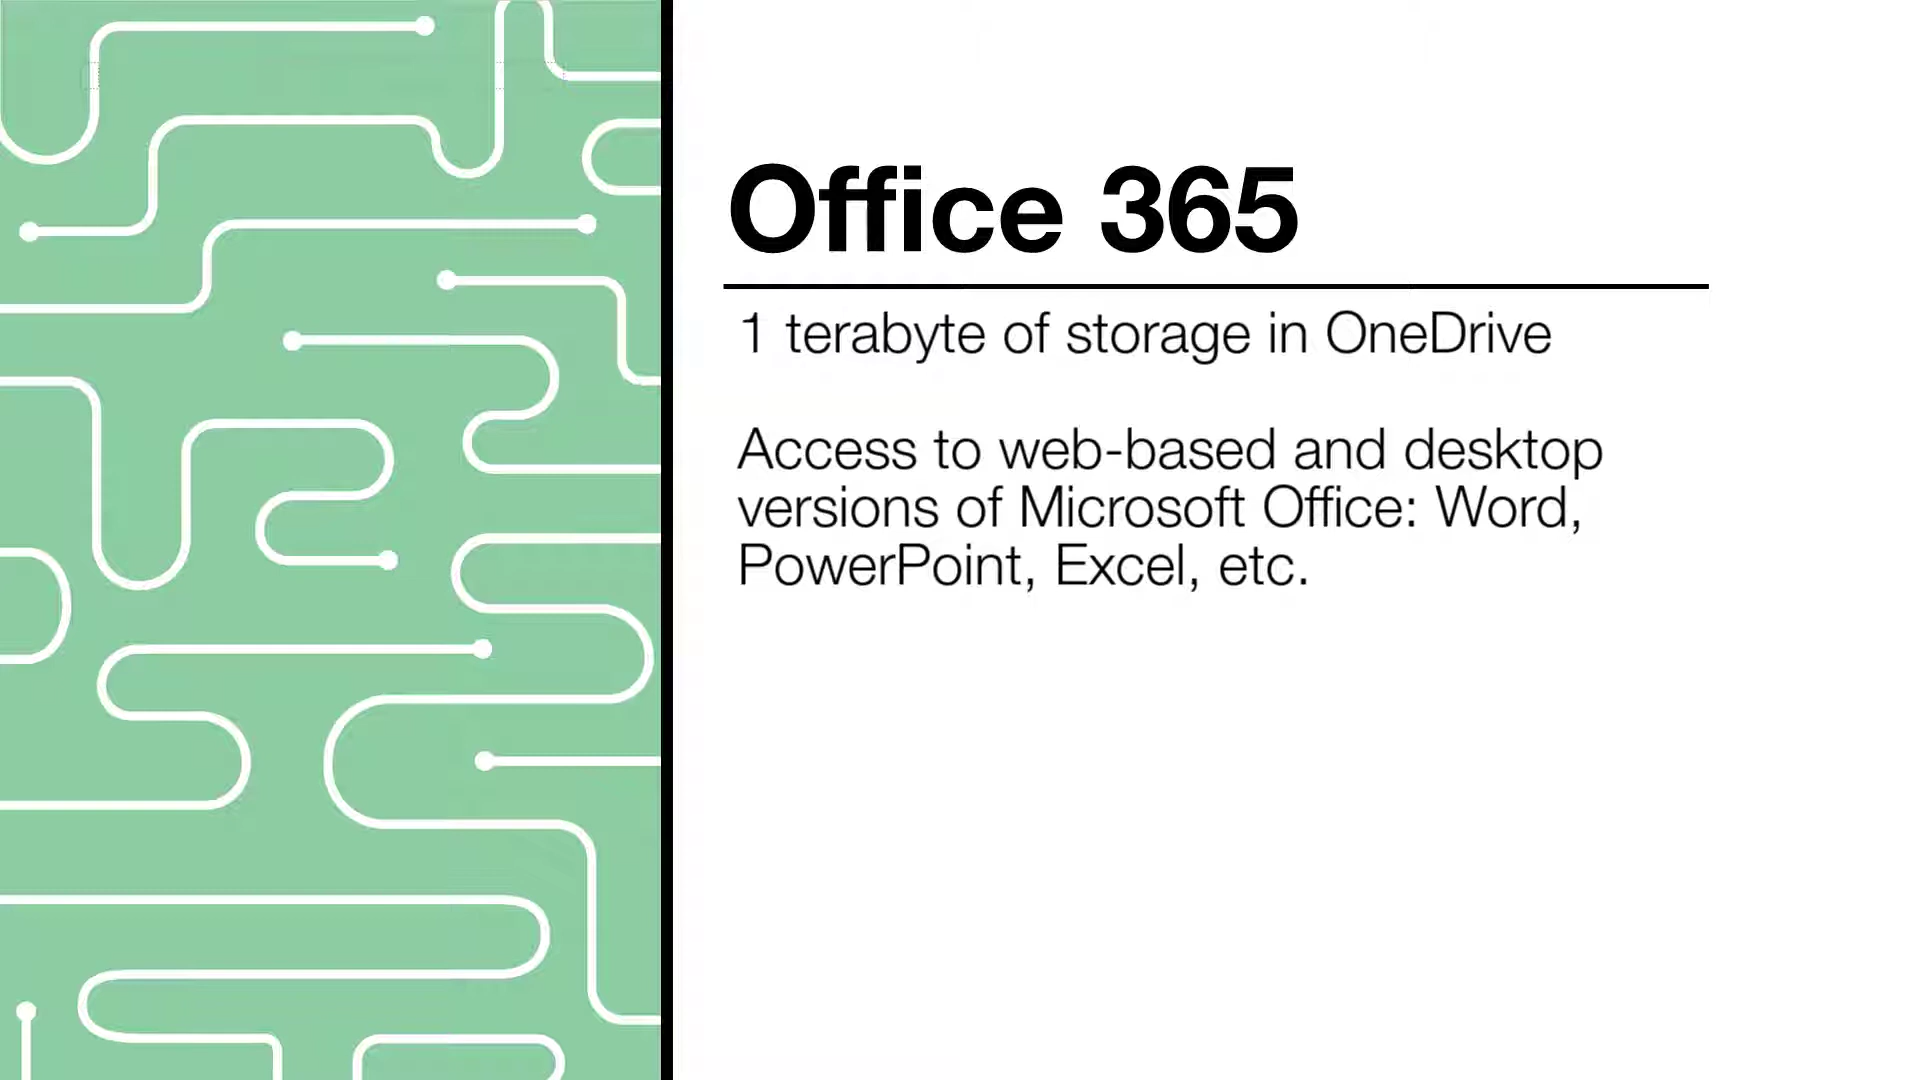 Office 365
1 terabyte of storage in OneDrive
Access to web-based and desktop
versions of Microsoft Office: Word,
PowerPoint, Excel, etc.